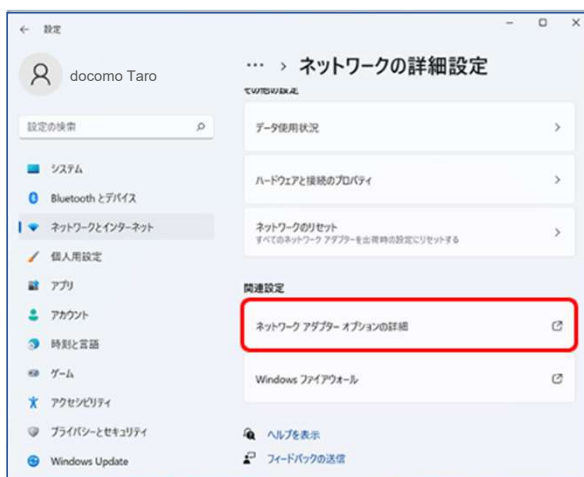 ← 設定
docomo Taro
設定の検索
システム
Bluetooth とデバイス
ネットワークとインターネット
個人用設定
アプリ
アカウント
時刻と言語
ゲーム
アクセシビリティ
プライバシーとセキュリティ
Windows Update
… › ネットワークの詳細設定
その他の設定
データ使用状況
ハードウェアと接続のプロパティ
ネットワークのリセット
すべてのネットワーク アダプターを出荷時の設定にリセットする
関連設定
ネットワーク アダプター オプションの詳細
Windows ファイアウォール
ヘルプを表示
フィードバックの送信